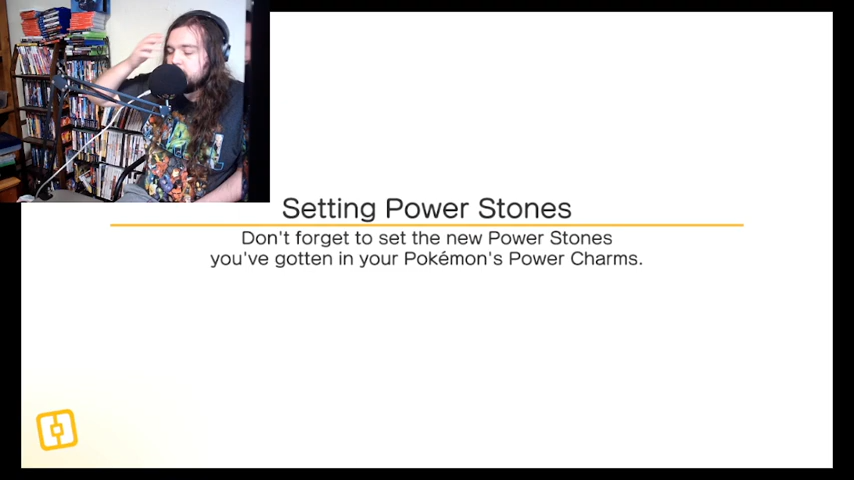 Setting Power Stones
Don't forget to set the new Power Stones
you've gotten in your Pokémon's Power Charms.